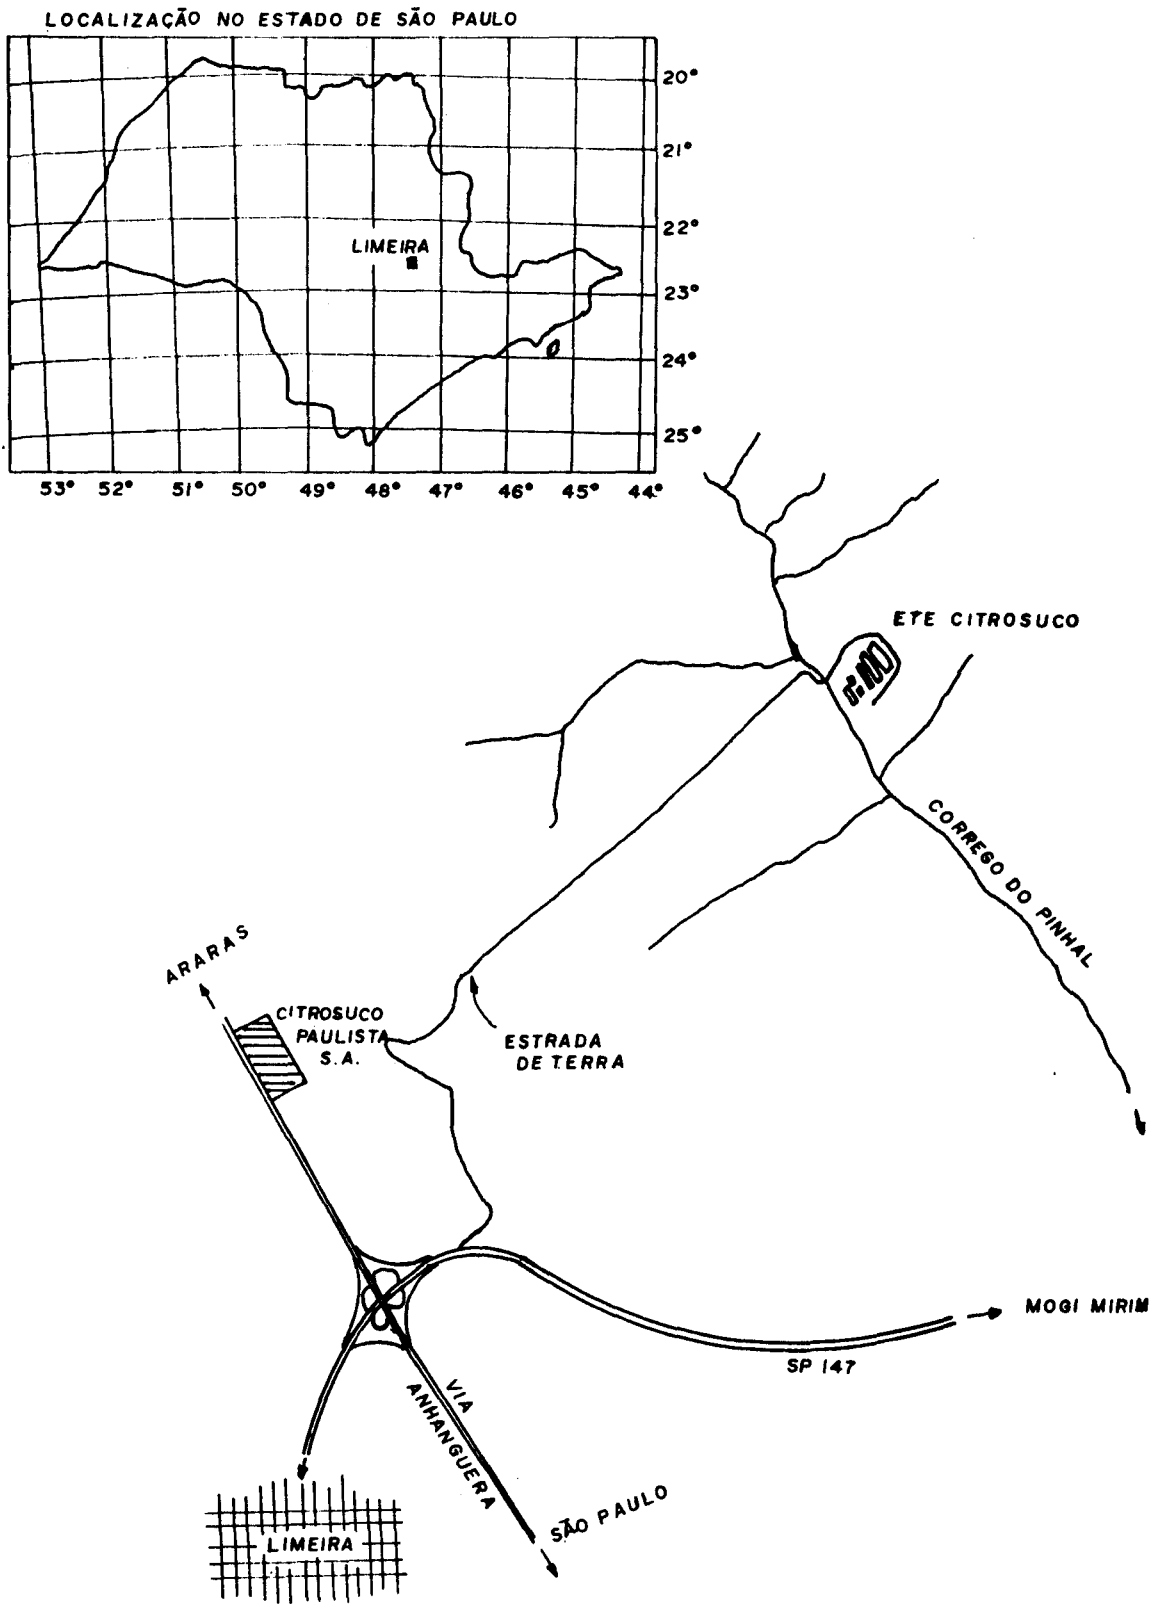 LOCALIZAÇÃO NO ESTADO DE SÃO PAULO
20°
21°
22°
LIMEIRA
23°
24°
25°
53° 52° 51° 50° 49° 48° 47° 46° 45° 44°
ETE CITROSUCO
CORREGO DO PINHAL
ARARAS
CITROSUCO
PAULISTA
S.A.
ESTRADA
DE TERRA
MOGI MIRIM
SP 147
VIA
ANHANGUERA
SÃO PAULO
LIMEIRA